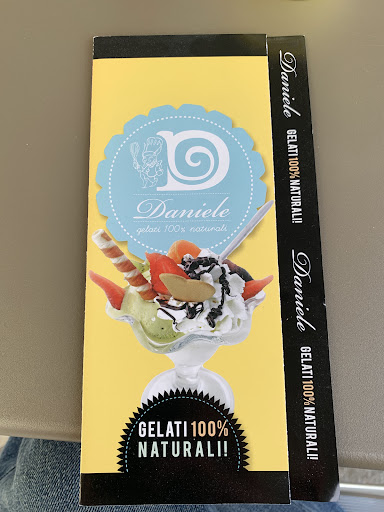 D
Daniele
gelati 100% naturali
GELATI 100%
NATURALI!
Daniele
GELATI 100% NATURALI!
Daniele
GELATI 100% NATURALI!